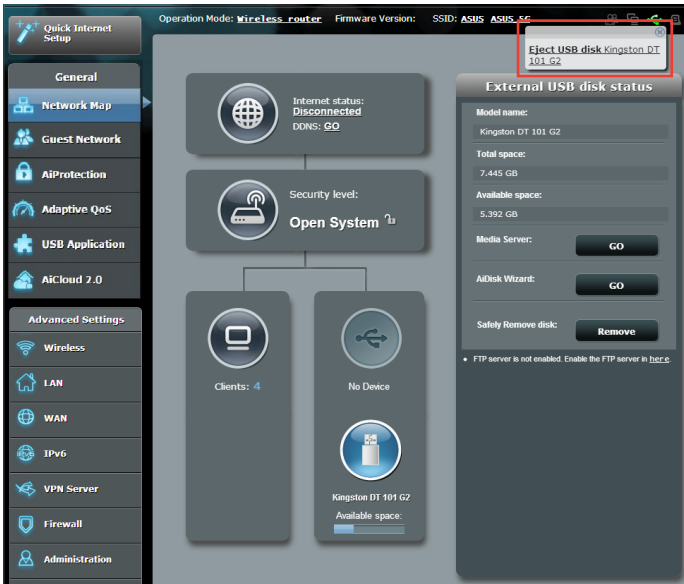 Quick Internet
Setup
Operation Mode: Wireless router Firmware Version: SSID: ASUS ASUS_5G
Eject USB disk Kingston DT
101 G2
General
Network Map
Guest Network
AiProtection
Adaptive QoS
USB Application
AiCloud 2.0
Advanced Settings
Wireless
LAN
WAN
IPv6
IPv6
VPN Server
Firewall
Administration
Internet status:
Disconnected
DDNS: GO
Security level:
Open System
Clients: 4
No Device
Kingston DT 101 G2
Available space:
External USB disk status
Model name:
Kingston DT 101 G2
Total space:
7.445 GB
Available space:
5.392 GB
Media Server:
GO
AiDisk Wizard:
GO
Safely Remove disk:
Remove
• FTP server is not enabled. Enable the FTP server in here.